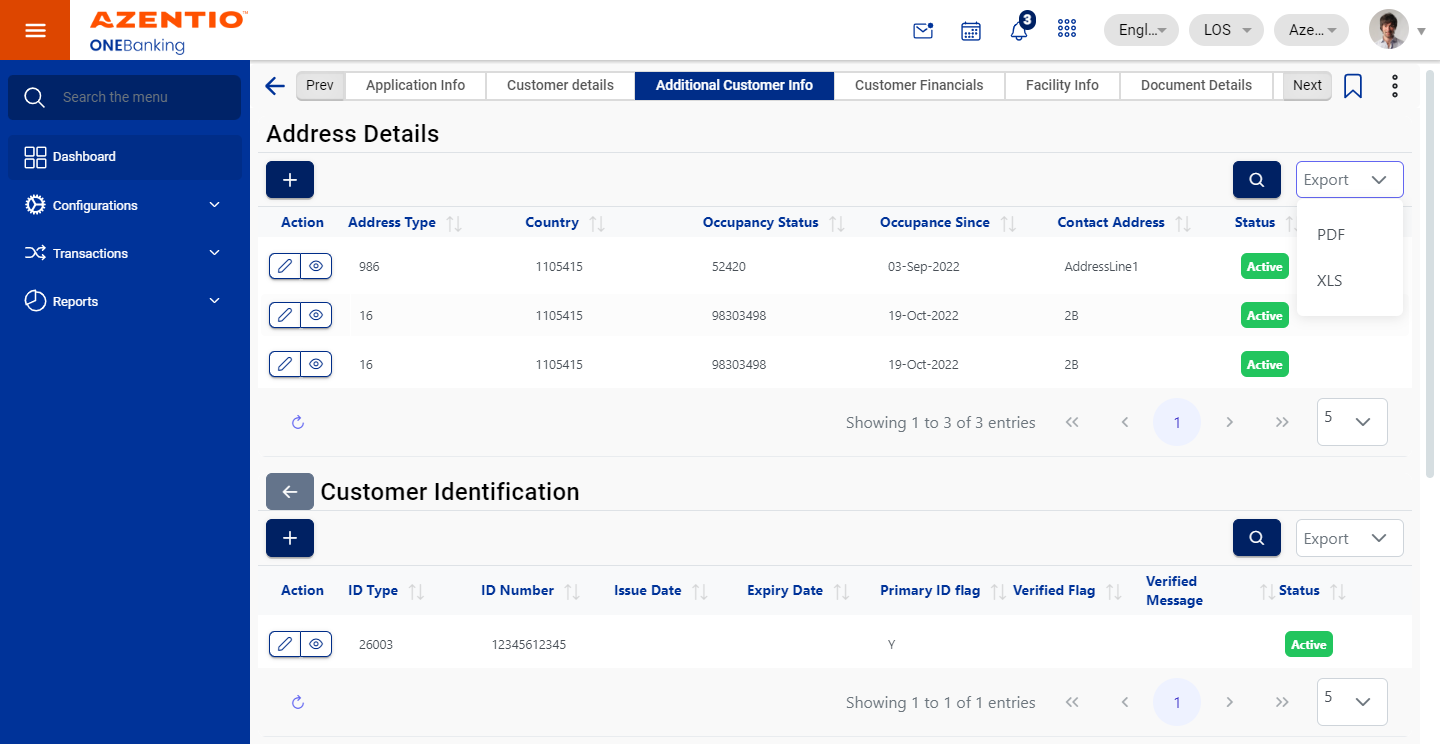 AZENTIO™
ONEBanking
3
Engl...
LOS
Aze...
Search the menu
Dashboard
Configurations
Transactions
Reports
Prev Application Info Customer details Additional Customer Info Customer Financials Facility Info Document Details Next
Address Details
Export
PDF
XLS
Action Address Type Country Occupancy Status Occupance Since Contact Address Status
986 1105415 52420 03-Sep-2022 AddressLine1 Active
16 1105415 98303498 19-Oct-2022 2B Active
16 1105415 98303498 19-Oct-2022 2B Active
Showing 1 to 3 of 3 entries 1 5
Customer Identification
Export
Action ID Type ID Number Issue Date Expiry Date Primary ID flag Verified Flag Verified Message Status
26003 12345612345 Y Active
Showing 1 to 1 of 1 entries 1 5